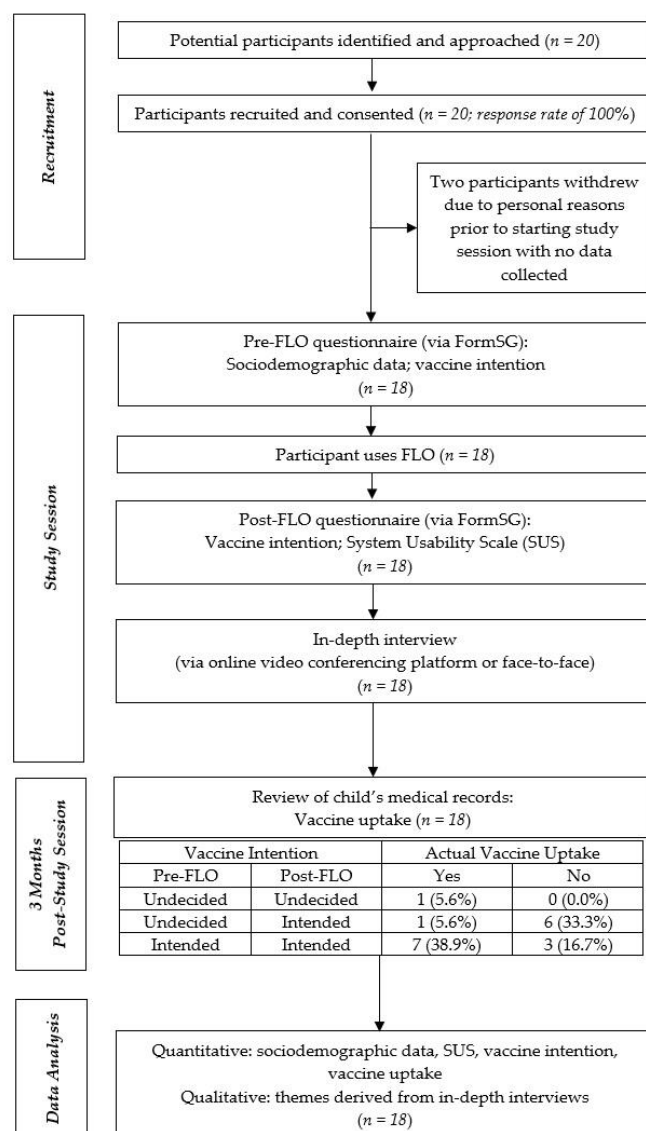 Recruitment
Potential participants identified and approached (n = 20)
Participants recruited and consented (n = 20; response rate of 100%)
Two participants withdrew
due to personal reasons
prior to starting study
session with no data
collected
Study Session
Pre-FLO questionnaire (via FormSG):
Sociodemographic data; vaccine intention
(n = 18)
Participant uses FLO (n = 18)
Post-FLO questionnaire (via FormSG):
Vaccine intention; System Usability Scale (SUS)
(n = 18)
In-depth interview
(via online video conferencing platform or face-to-face)
(n = 18)
3 Months
Post-Study Session
Review of child's medical records:
Vaccine uptake (n = 18)
Vaccine Intention Actual Vaccine Uptake
Pre-FLO Post-FLO Yes No
Undecided Undecided 1 (5.6%) 0 (0.0%)
Undecided Intended 1 (5.6%) 6 (33.3%)
Intended Intended 7 (38.9%) 3 (16.7%)
Data Analysis
Quantitative: sociodemographic data, SUS, vaccine intention,
vaccine uptake
Qualitative: themes derived from in-depth interviews
(n = 18)